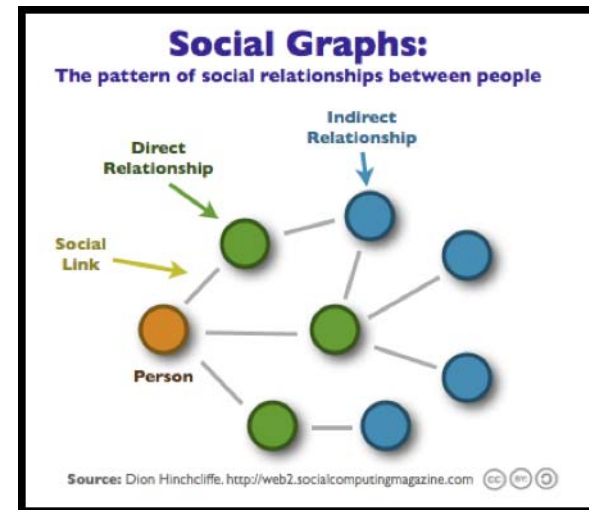 Social Graphs:
The pattern of social relationships between people
Indirect
Relationship
Direct
Relationship
Social
Link
Person
Source: Dion Hinchcliffe. http://web2.socialcomputingmagazine.com